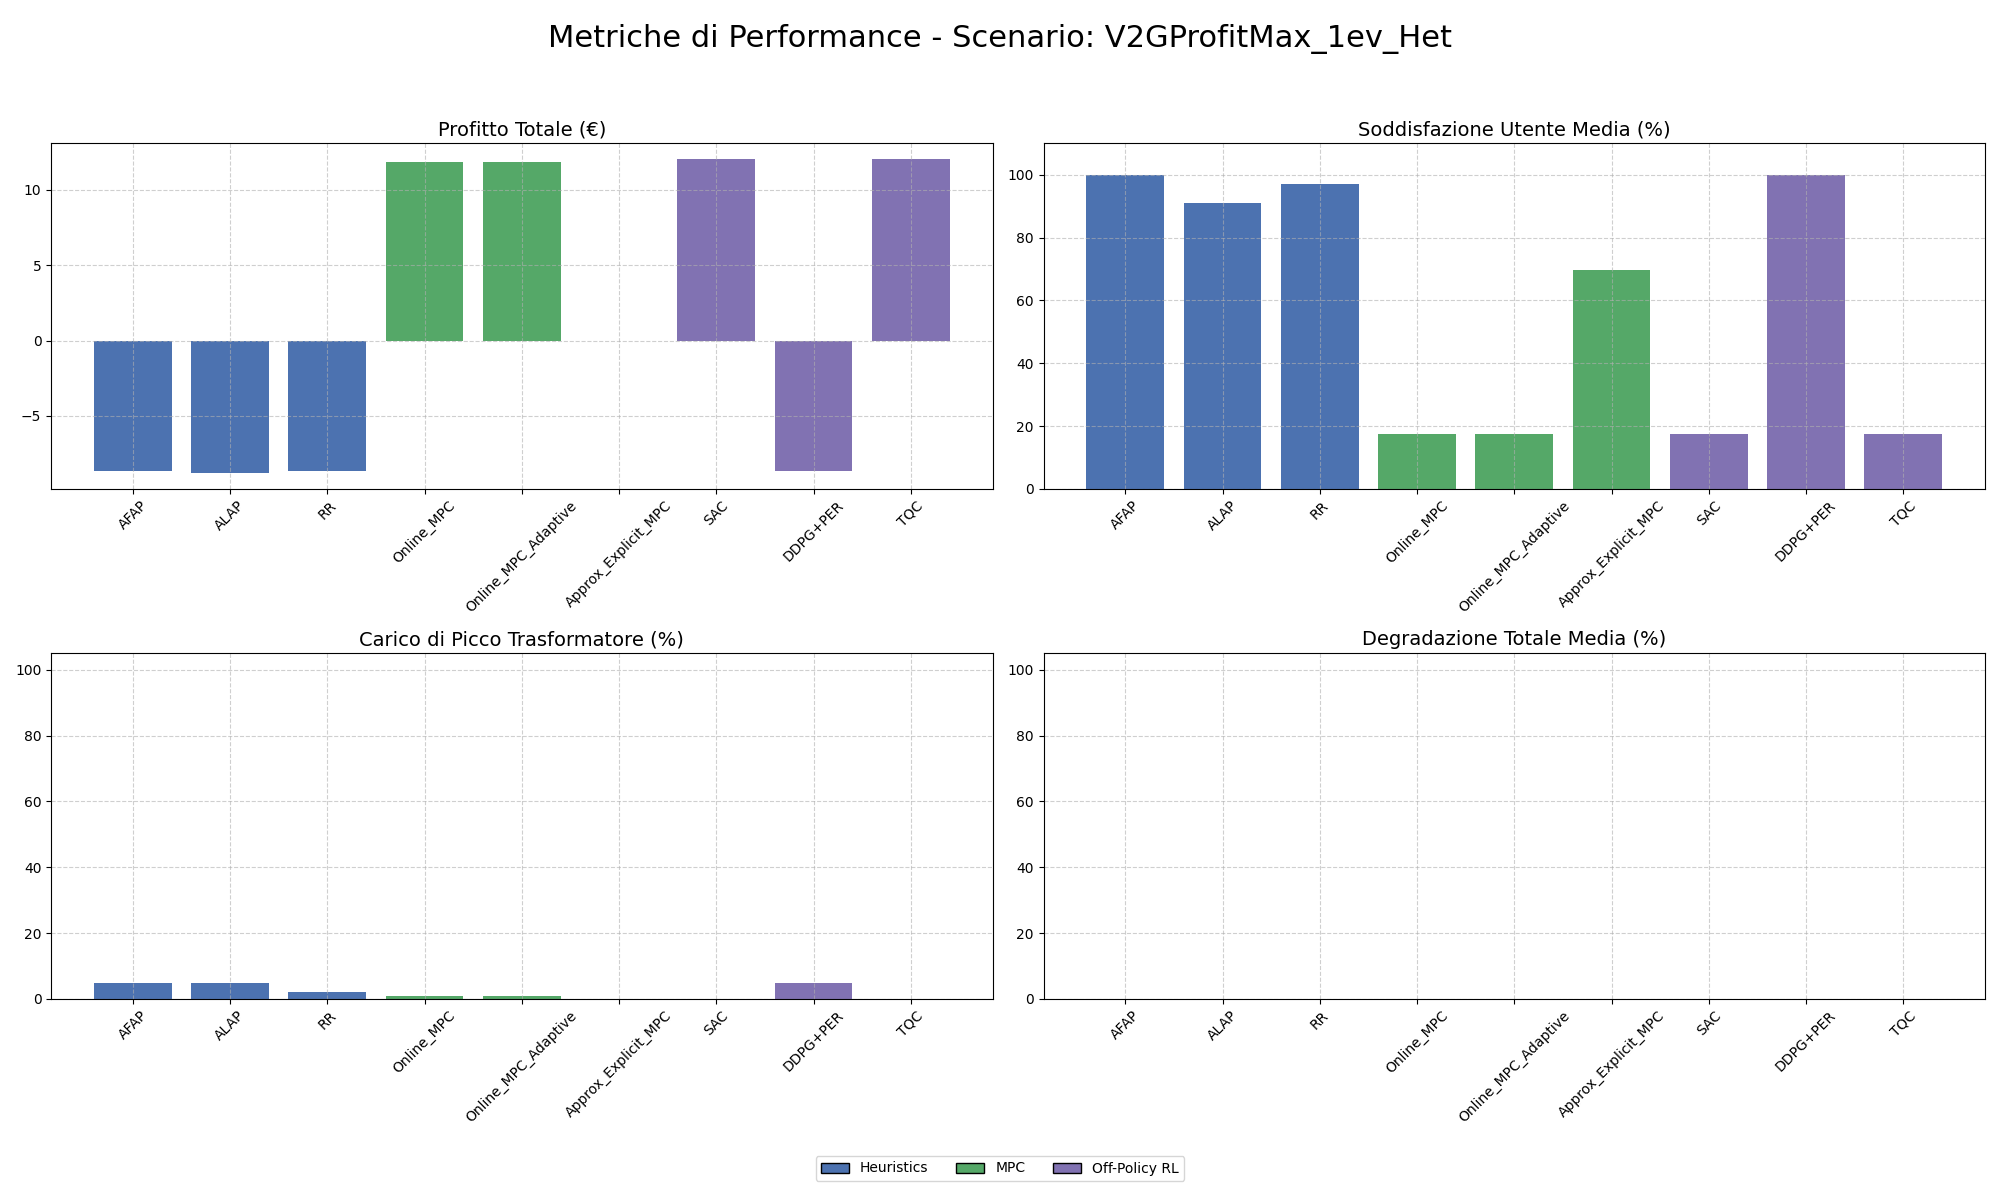 Metriche di Performance - Scenario: V2GProfitMax_1ev_Het
Profitto Totale (€)
10
5
0
−5
AFAP
ALAP
RR
Online_MPC
Online_MPC_Adaptive
Approx_Explicit_MPC
SAC
DDPG+PER
TQC
Soddisfazione Utente Media (%)
100
80
60
40
20
0
AFAP
ALAP
RR
Online_MPC
Online_MPC_Adaptive
Approx_Explicit_MPC
SAC
DDPG+PER
TQC
Carico di Picco Trasformatore (%)
100
80
60
40
20
0
AFAP
ALAP
RR
Online_MPC
Online_MPC_Adaptive
Approx_Explicit_MPC
SAC
DDPG+PER
TQC
Degradazione Totale Media (%)
100
80
60
40
20
0
AFAP
ALAP
RR
Online_MPC
Online_MPC_Adaptive
Approx_Explicit_MPC
SAC
DDPG+PER
TQC
Heuristics MPC Off-Policy RL